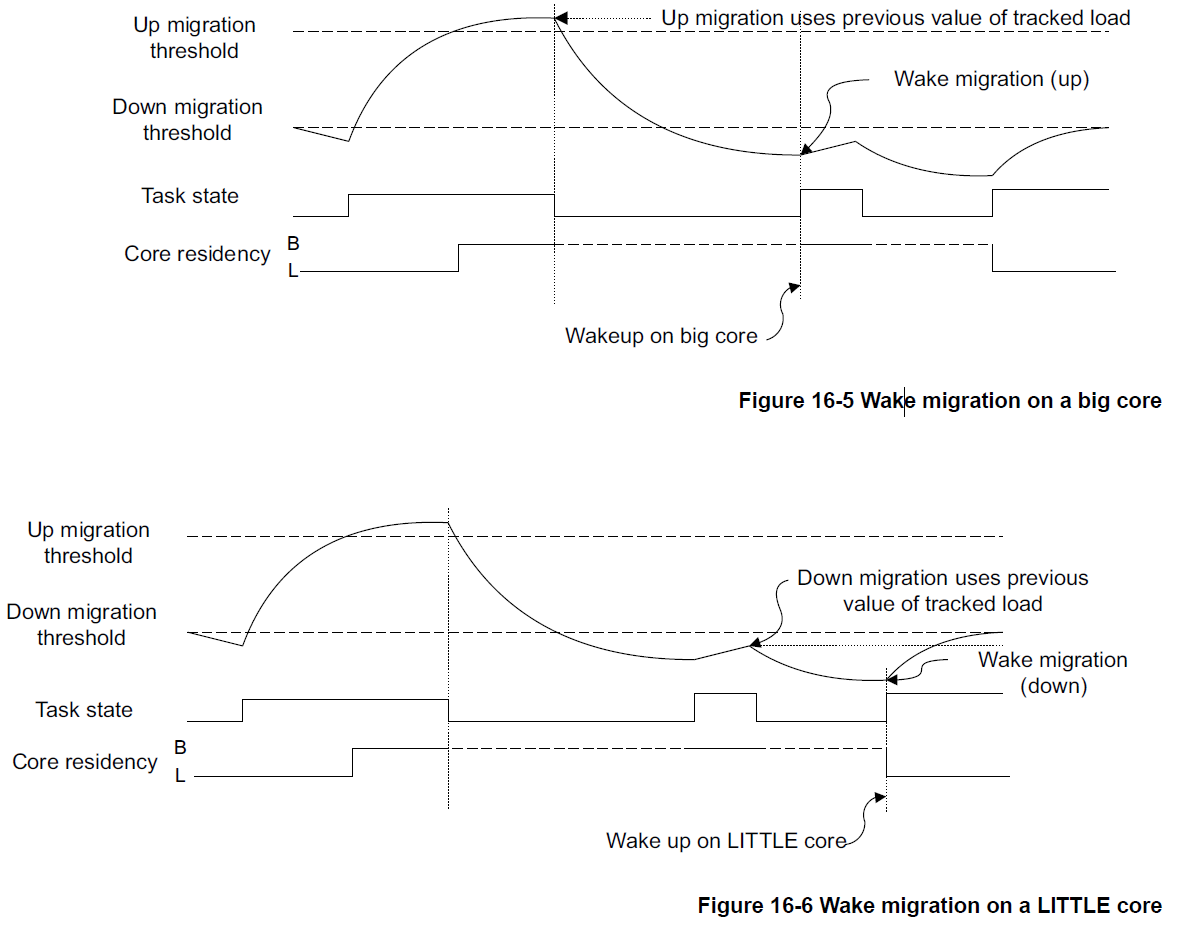 Up migration uses previous value of tracked load
Up migration
threshold
Wake migration (up)
Down migration
threshold
Task state
B
Core residency
L
Wakeup on big core
Figure 16-5 Wake migration on a big core
Up migration
threshold
Down migration uses previous
value of tracked load
Down migration
threshold
Wake migration
(down)
Task state
B
Core residency
L
Wake up on LITTLE core
Figure 16-6 Wake migration on a LITTLE core